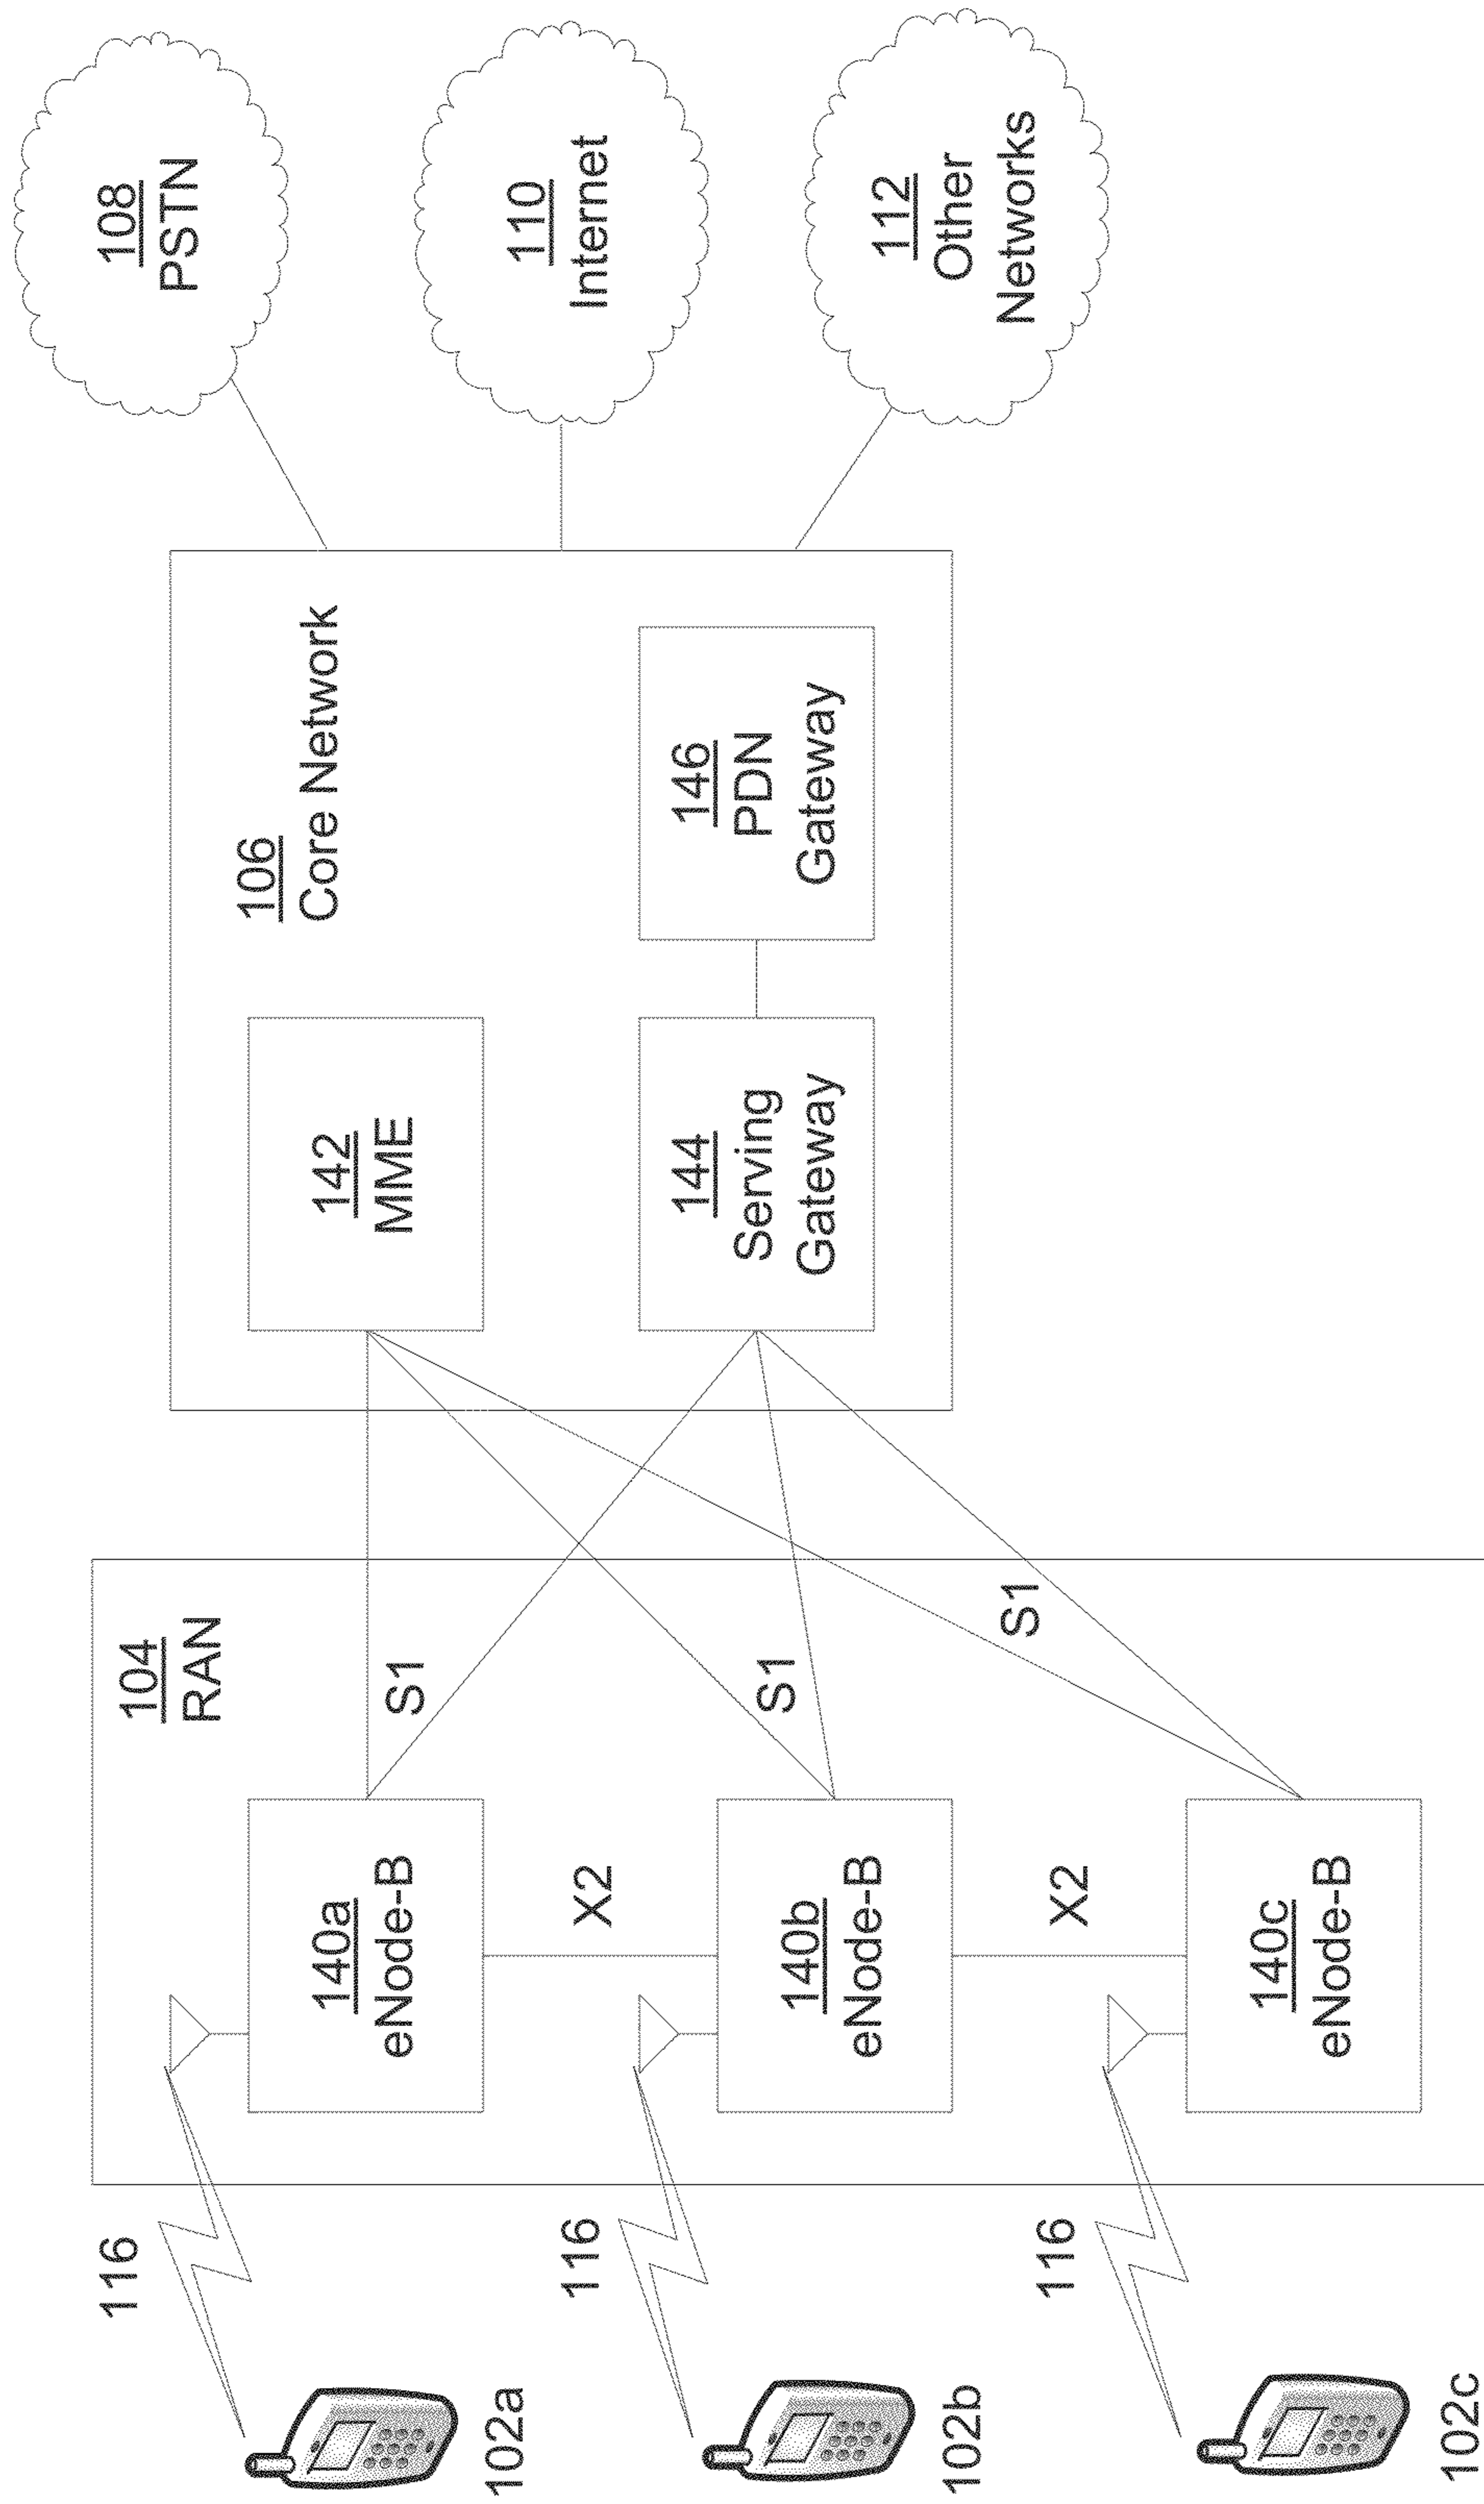 116
102a
116
102b
116
102c
104
RAN
140a
eNode-B
X2
140b
eNode-B
X2
140c
eNode-B
S1
S1
S1
106
Core Network
142
MME
144
Serving
Gateway
146
PDN
Gateway
108
PSTN
110
Internet
112
Other
Networks